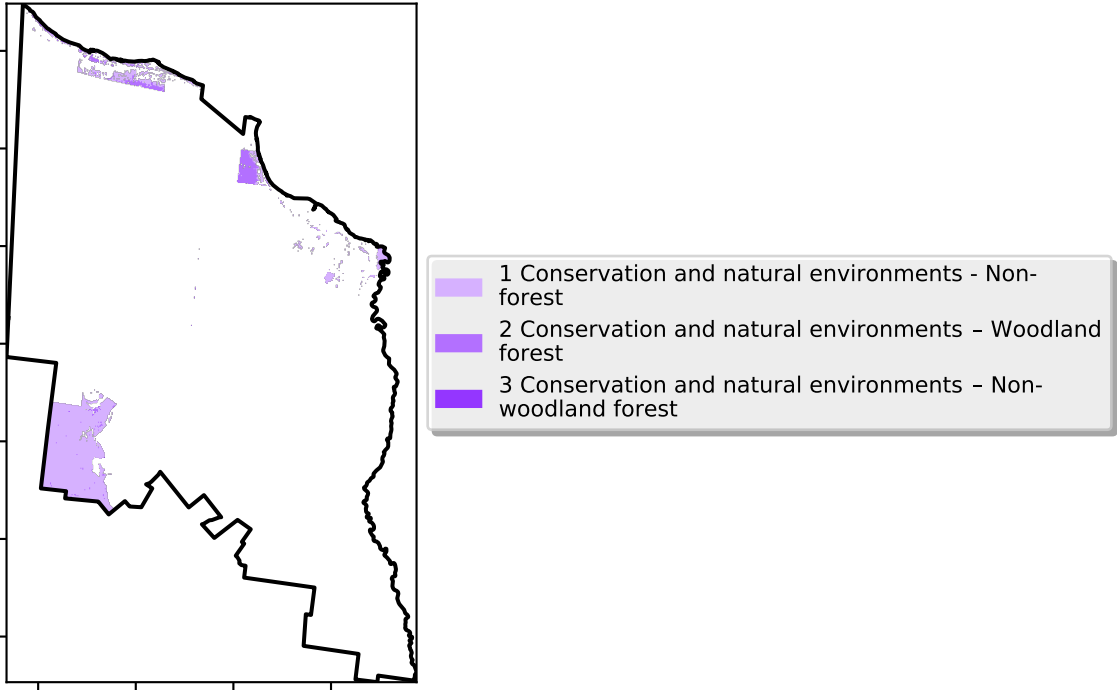 1 Conservation and natural environments - Non-
forest
2 Conservation and natural environments – Woodland
forest
3 Conservation and natural environments – Non-
woodland forest